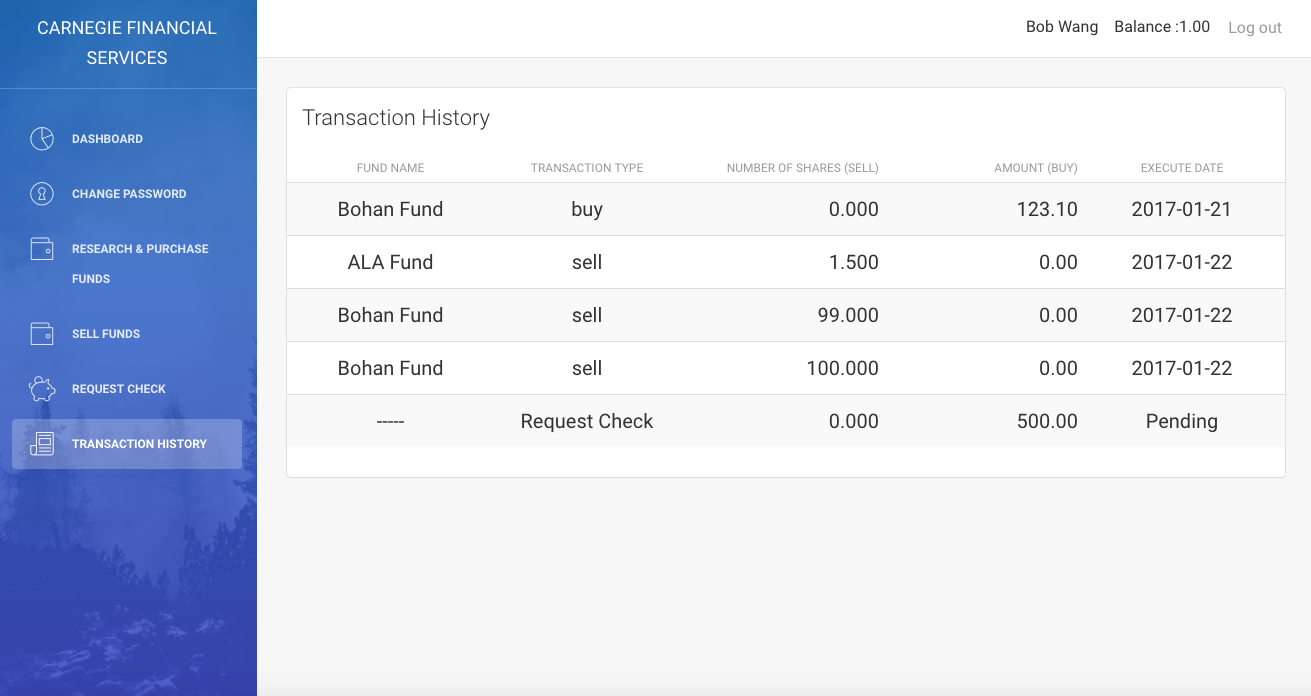 CARNEGIE FINANCIAL
SERVICES
Bob Wang Balance :1.00 Log out
DASHBOARD
CHANGE PASSWORD
RESEARCH & PURCHASE
FUNDS
SELL FUNDS
REQUEST CHECK
TRANSACTION HISTORY
Transaction History
FUND NAME TRANSACTION TYPE NUMBER OF SHARES (SELL) AMOUNT (BUY) EXECUTE DATE
Bohan Fund buy 0.000 123.10 2017-01-21
ALA Fund sell 1.500 0.00 2017-01-22
Bohan Fund sell 99.000 0.00 2017-01-22
Bohan Fund sell 100.000 0.00 2017-01-22
----- Request Check 0.000 500.00 Pending